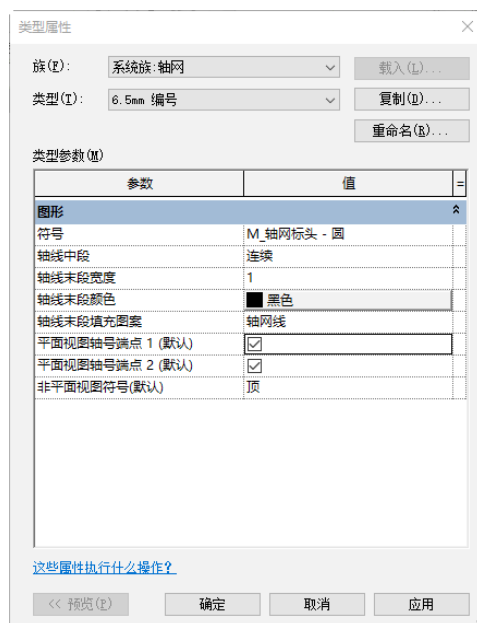 类型属性
族(F): 系统族:轴网 载入(L)...
类型(T): 6.5mm 编号 复制(D)...
重命名(R)...
类型参数(M)
参数 值 =
图形
符号 M_轴网标头 - 圆
轴线中段 连续
轴线末段宽度 1
轴线末段颜色 黑色
轴线末段填充图案 轴网线
平面视图轴号端点 1 (默认)
平面视图轴号端点 2 (默认)
非平面视图符号(默认) 顶
这些属性执行什么操作?
<< 预览(P) 确定 取消 应用